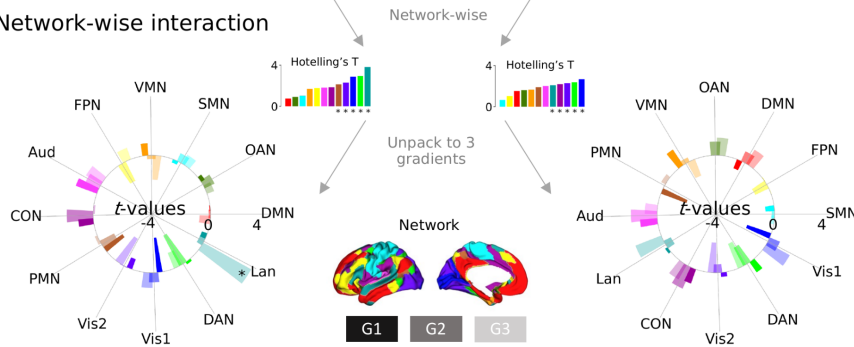 Network-wise interaction
Network-wise
Hotelling's T
4
0
*****
Hotelling's T
4
0
*****
Unpack to 3
gradients
VMN
FPN
SMN
Aud
OAN
CON
t-values
-4
0
4
DMN
PMN
* Lan
Vis2
DAN
Vis1
Network
G1
G2
G3
OAN
VMN
DMN
PMN
FPN
Aud
t-values
-4
0
4
SMN
Lan
Vis1
CON
DAN
Vis2